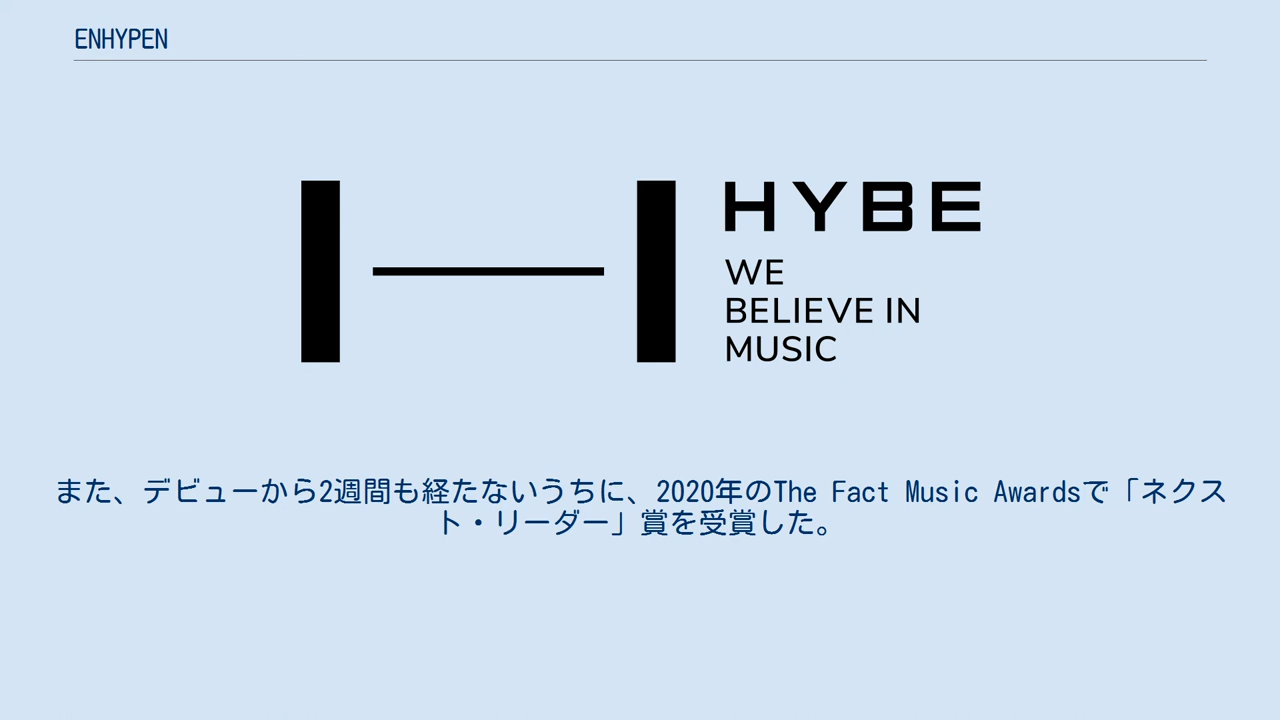 ENHYPEN
HYBE
WE
BELIEVE IN
MUSIC
また、デビューから2週間も経たないうちに、2020年のThe Fact Music Awardsで「ネクス
ト・リーダー」賞を受賞した。